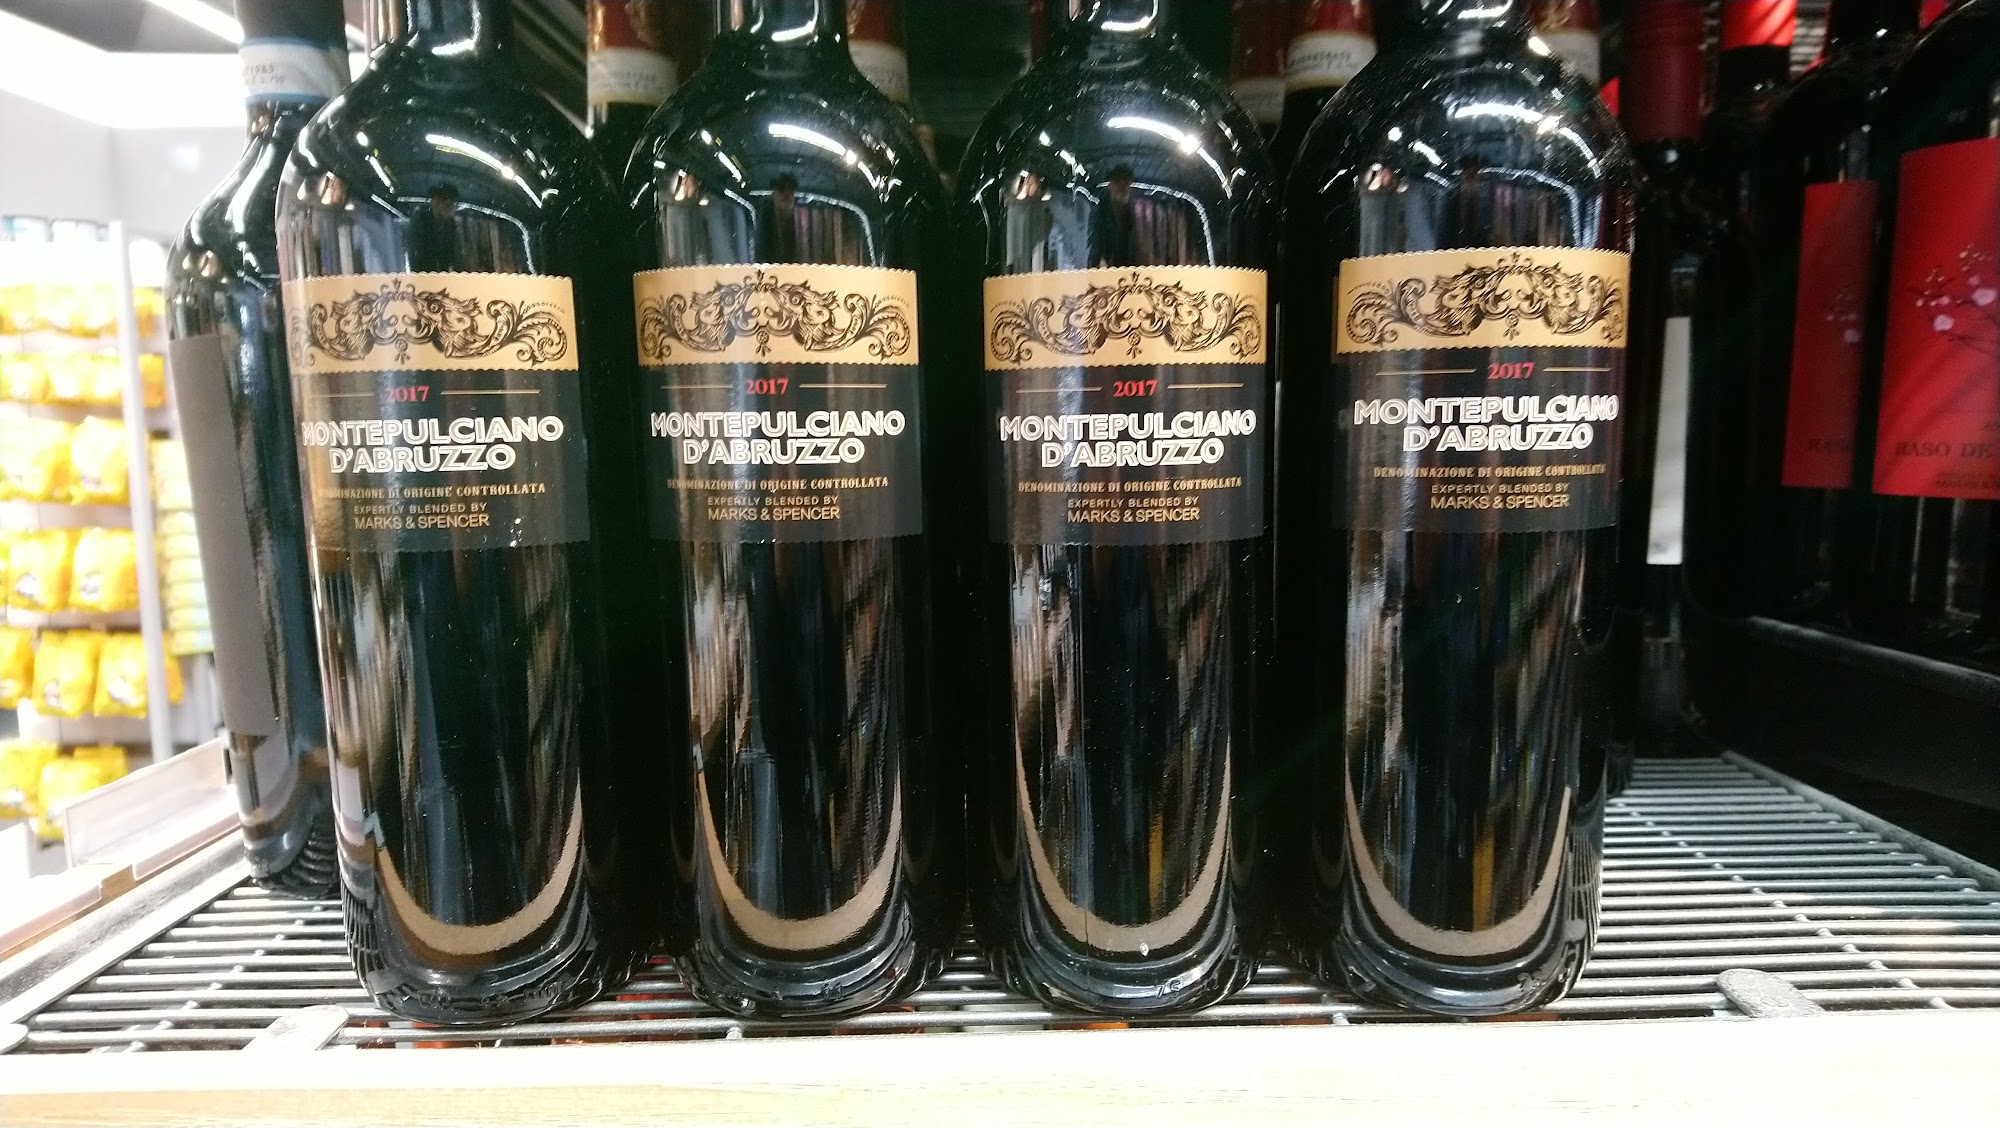 2017
MONTEPULCIANO
D'ABRUZZO
DENOMINAZIONE DI ORIGINE CONTROLLATA
EXPERTLY BLENDED BY
MARKS & SPENCER
2017
MONTEPULCIANO
D'ABRUZZO
DENOMINAZIONE DI ORIGINE CONTROLLATA
EXPERTLY BLENDED BY
MARKS & SPENCER
2017
MONTEPULCIANO
D'ABRUZZO
DENOMINAZIONE DI ORIGINE CONTROLLATA
EXPERTLY BLENDED BY
MARKS & SPENCER
2017
MONTEPULCIANO
D'ABRUZZO
DENOMINAZIONE DI ORIGINE CONTROLLATA
EXPERTLY BLENDED BY
MARKS & SPENCER
BASO DE